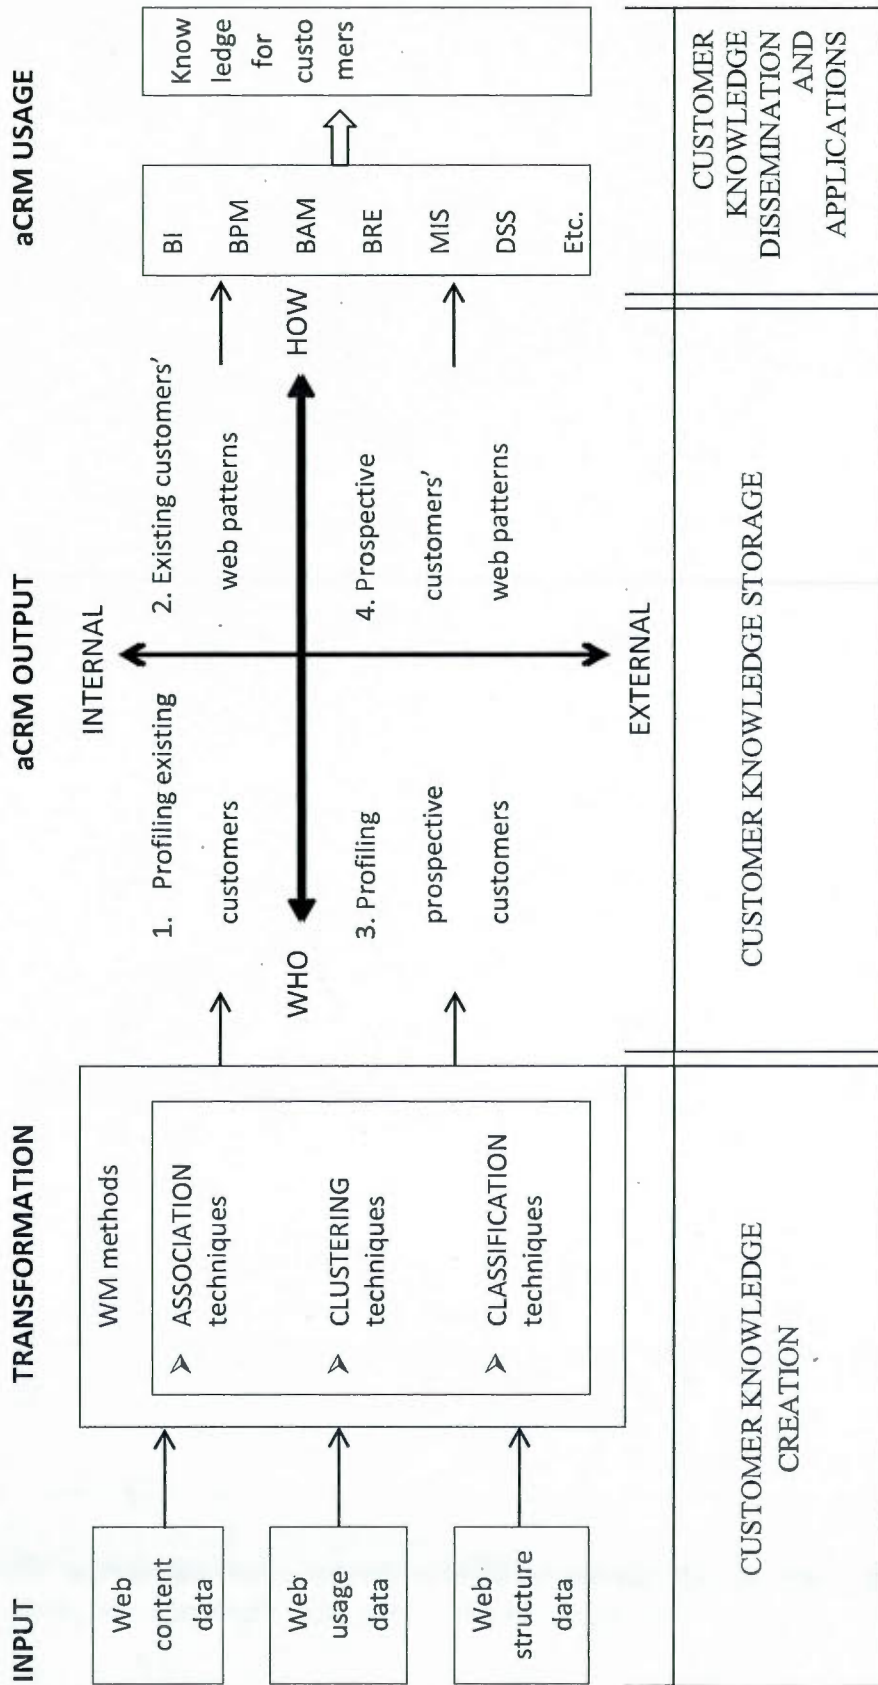 INPUT
TRANSFORMATION
aCRM OUTPUT
aCRM USAGE
Web
content
data
Web
usage
data
Web
structure
data
WM methods
➢ ASSOCIATION
techniques
➢ CLUSTERING
techniques
➢ CLASSIFICATION
techniques
INTERNAL
1. Profiling existing
customers
2. Existing customers’
web patterns
WHO
HOW
3. Profiling
prospective
customers
4. Prospective
customers’
web patterns
EXTERNAL
BI
BPM
BAM
BRE
MIS
DSS
Etc.
Know
ledge
for
custo
mers
CUSTOMER KNOWLEDGE
CREATION
CUSTOMER KNOWLEDGE STORAGE
CUSTOMER
KNOWLEDGE
DISSEMINATION
AND
APPLICATIONS